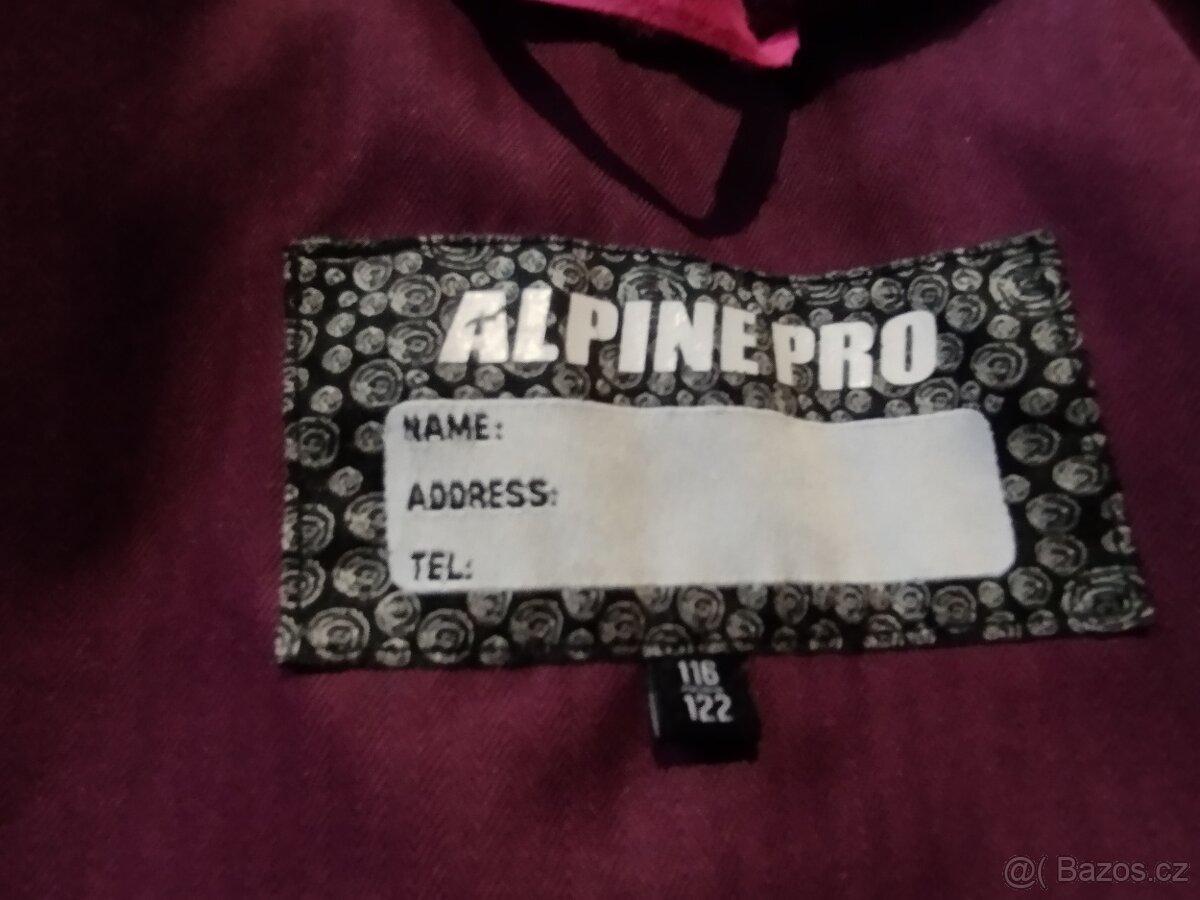 ALPINE PRO
NAME:
ADDRESS:
TEL:
116
122
@( Bazos.cz